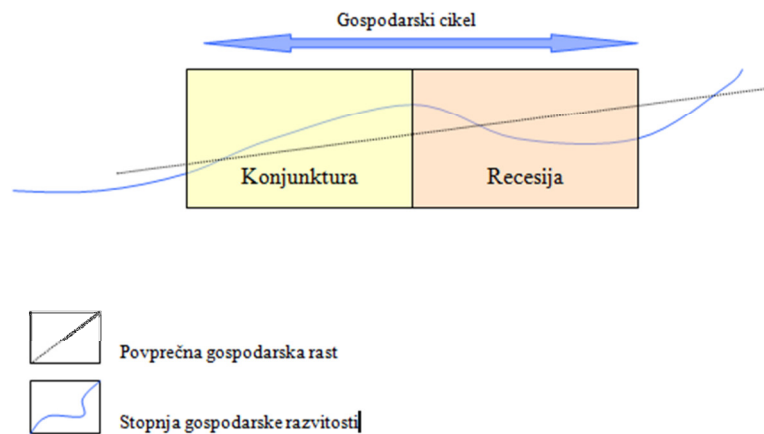 Gospodarski cikel
Konjunktura
Recesija
Povprečna gospodarska rast
Stopnja gospodarske razvitosti